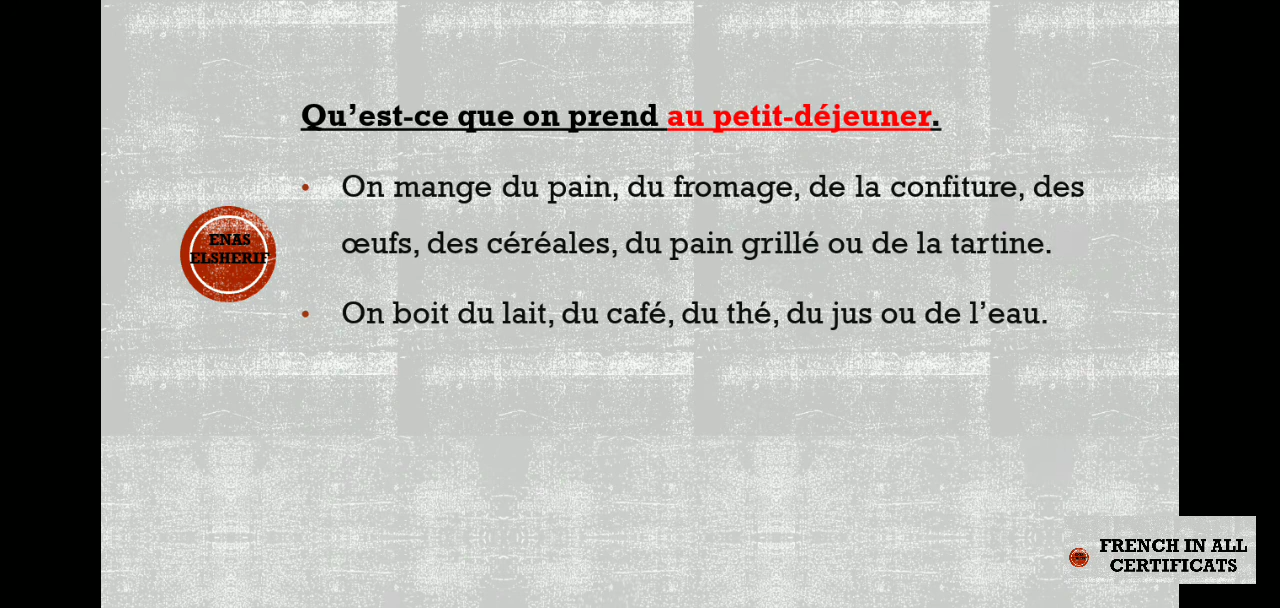 Qu’est-ce que on prend au petit-déjeuner.
• On mange du pain, du fromage, de la confiture, des
œufs, des céréales, du pain grillé ou de la tartine.
• On boit du lait, du café, du thé, du jus ou de l’eau.
ENAS
ELSHERIF
FRENCH IN ALL
CERTIFICATS